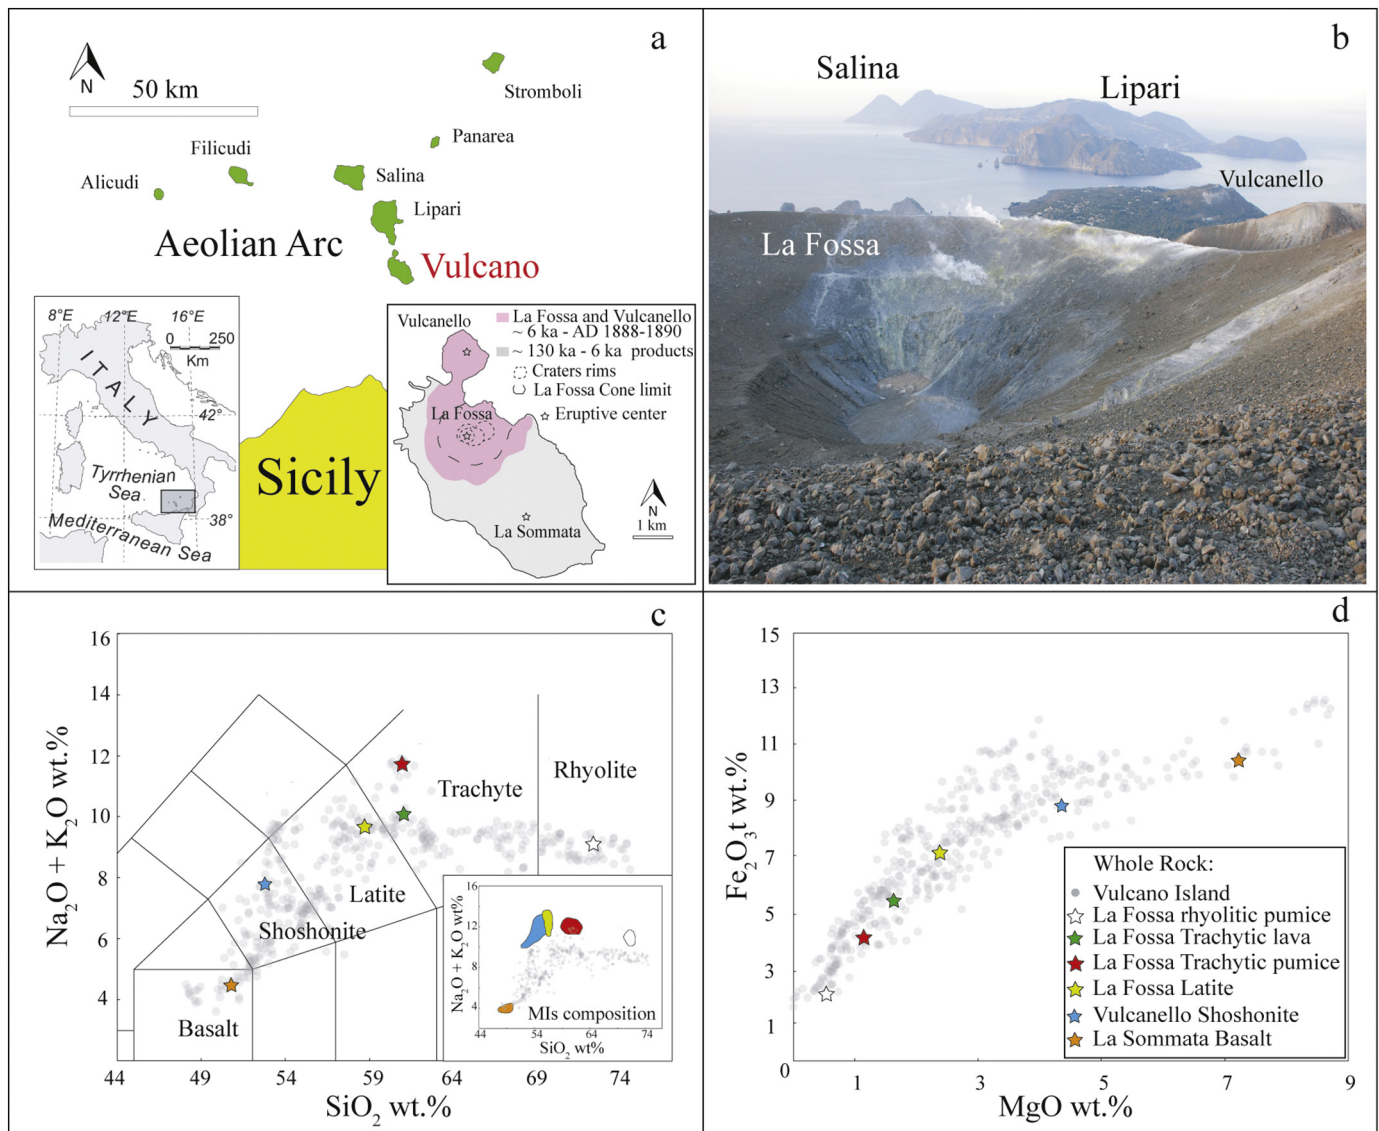 a
N
50 km
Stromboli
Panarea
Filicudi
Alicudi
Salina
Lipari
Aeolian Arc
Vulcano
8°E 12°E 16°E
0 250
Km
ITALY
42°
Tyrrhenian
Sea
38°
Mediterranean Sea
Sicily
Vulcanello
La Fossa and Vulcanello
~ 6 ka - AD 1888-1890
~ 130 ka - 6 ka products
Craters rims
La Fossa Cone limit
Eruptive center
La Fossa
La Sommata
N
1 km
b
Salina
Lipari
Vulcanello
La Fossa
c
16
14
12
10
8
6
4
Na₂O + K₂O wt.%
Trachyte
Rhyolite
Latite
Shoshonite
Basalt
44 49 54 59 64 69 74
SiO₂ wt.%
16
12
8
4
Na₂O + K₂O wt%
MIs composition
44 54 64 74
SiO₂ wt%
d
15
13
11
9
7
5
3
1
Fe₂O₃t wt.%
0 1 3 5 7 9
MgO wt.%
Whole Rock:
Vulcano Island
La Fossa rhyolitic pumice
La Fossa Trachytic lava
La Fossa Trachytic pumice
La Fossa Latite
Vulcanello Shoshonite
La Sommata Basalt